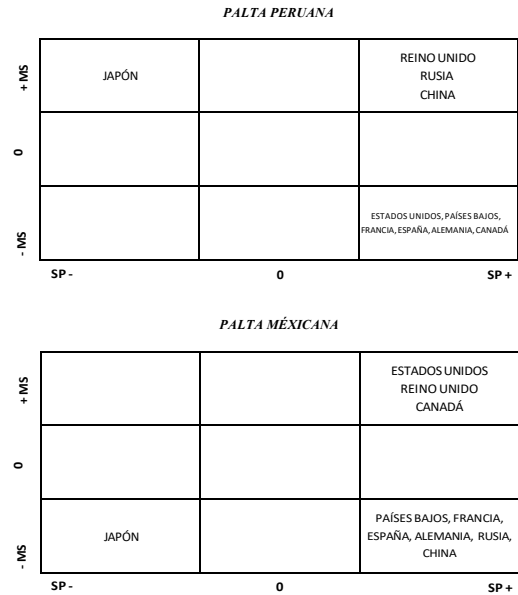 PALTA PERUANA
+ MS
JAPÓN
REINO UNIDO
RUSIA
CHINA
0
- MS
ESTADOS UNIDOS, PAÍSES BAJOS,
FRANCIA, ESPAÑA, ALEMANIA, CANADÁ
SP -
0
SP +
PALTA MÉXICANA
+ MS
ESTADOS UNIDOS
REINO UNIDO
CANADÁ
0
- MS
JAPÓN
PAÍSES BAJOS, FRANCIA,
ESPAÑA, ALEMANIA, RUSIA,
CHINA
SP -
0
SP +